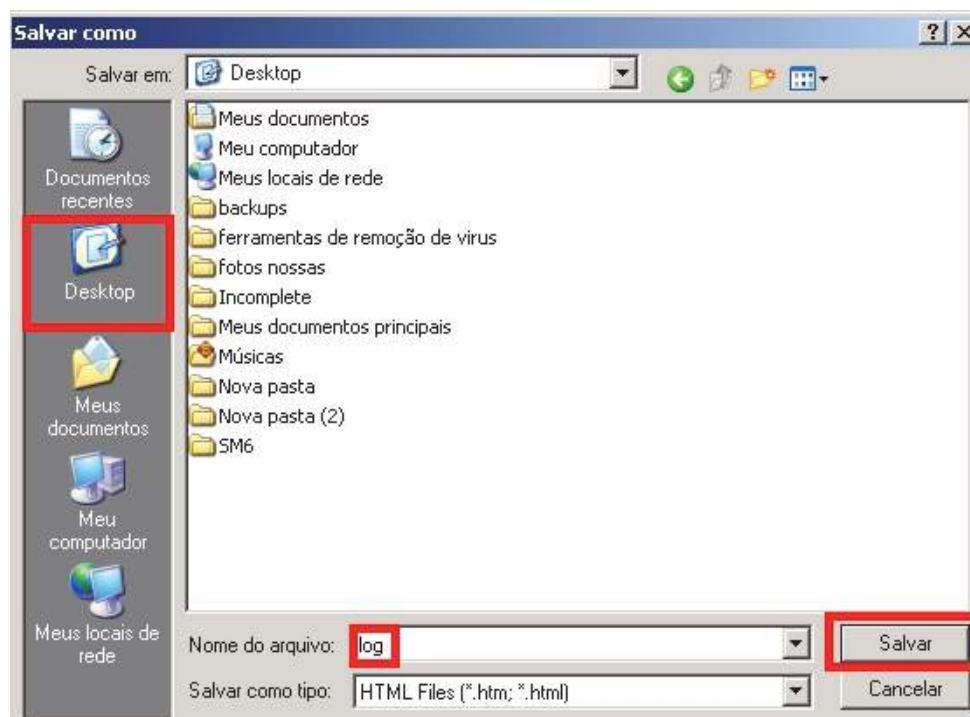 Salvar como
Salvar em:
Desktop
Documentos
recentes
Desktop
Meus
documentos
Meu
computador
Meus locais de
rede
Meus documentos
Meu computador
Meus locais de rede
backups
ferramentas de remoção de virus
fotos nossas
Incomplete
Meus documentos principais
Músicas
Nova pasta
Nova pasta (2)
SM6
Nome do arquivo:
log
Salvar
Salvar como tipo:
HTML Files (*.htm; *.html)
Cancelar